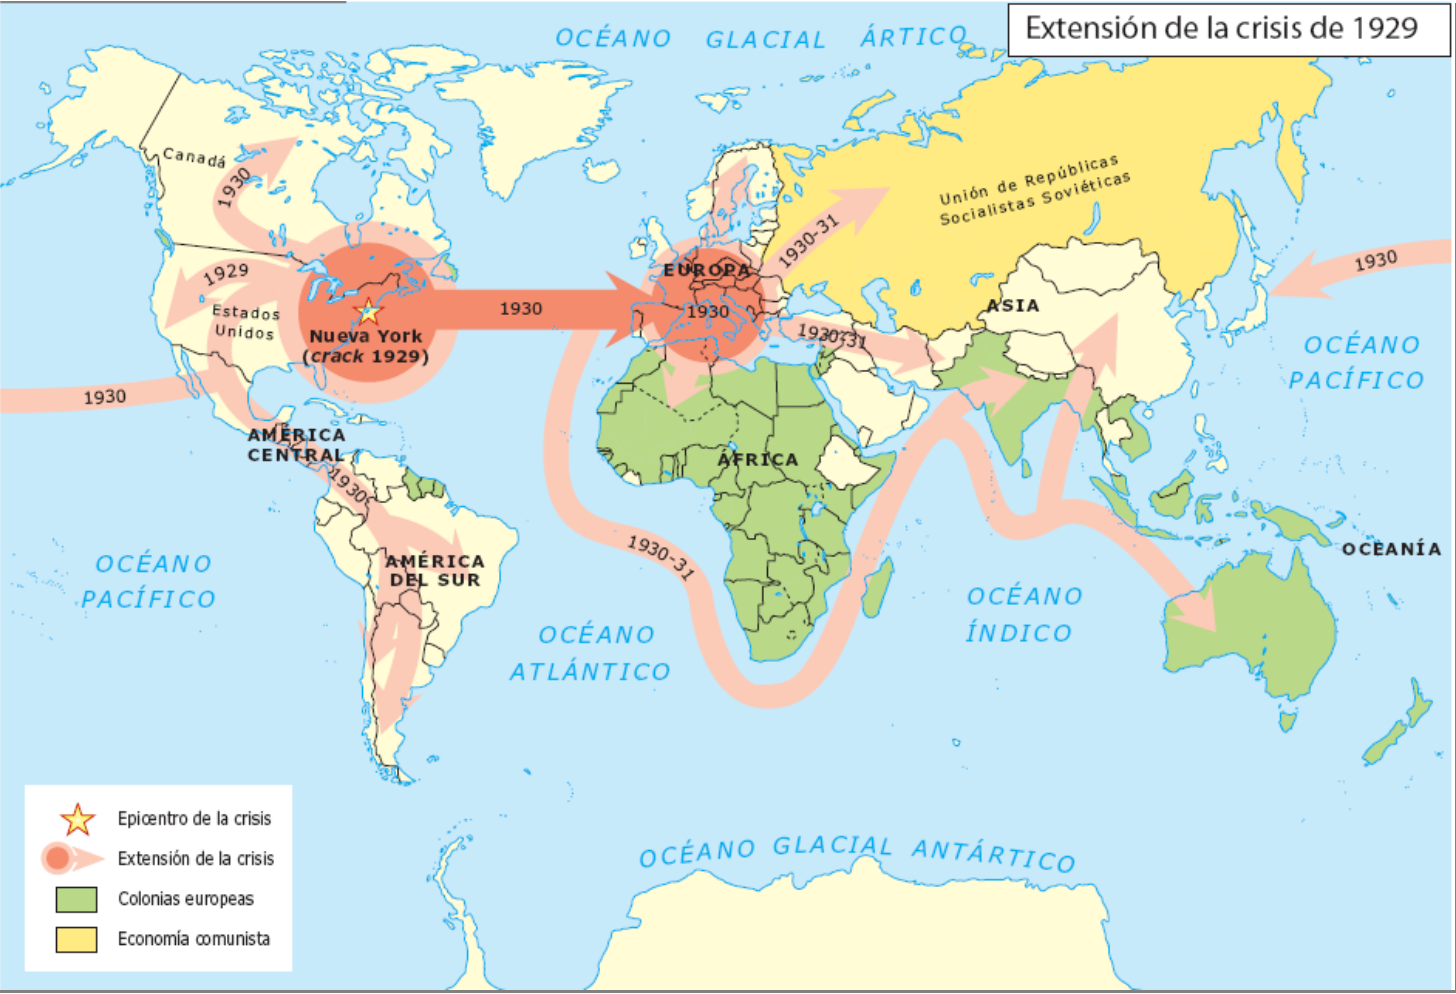 Extensión de la crisis de 1929
OCÉANO GLACIAL ÁRTICO
Canadá
1930
Unión de Repúblicas
Socialistas Soviéticas
1930-31
1930
1929
EUROPA
ASIA
Estados
Unidos
1930
1930
1930-31
Nueva York
(crack 1929)
OCÉANO
PACÍFICO
1930
AMÉRICA
CENTRAL
1930
ÁFRICA
1930-31
OCEANÍA
AMÉRICA
DEL SUR
OCÉANO
PACÍFICO
OCÉANO
ÍNDICO
OCÉANO
ATLÁNTICO
Epicentro de la crisis
Extensión de la crisis
Colonias europeas
Economía comunista
OCÉANO GLACIAL ANTÁRTICO